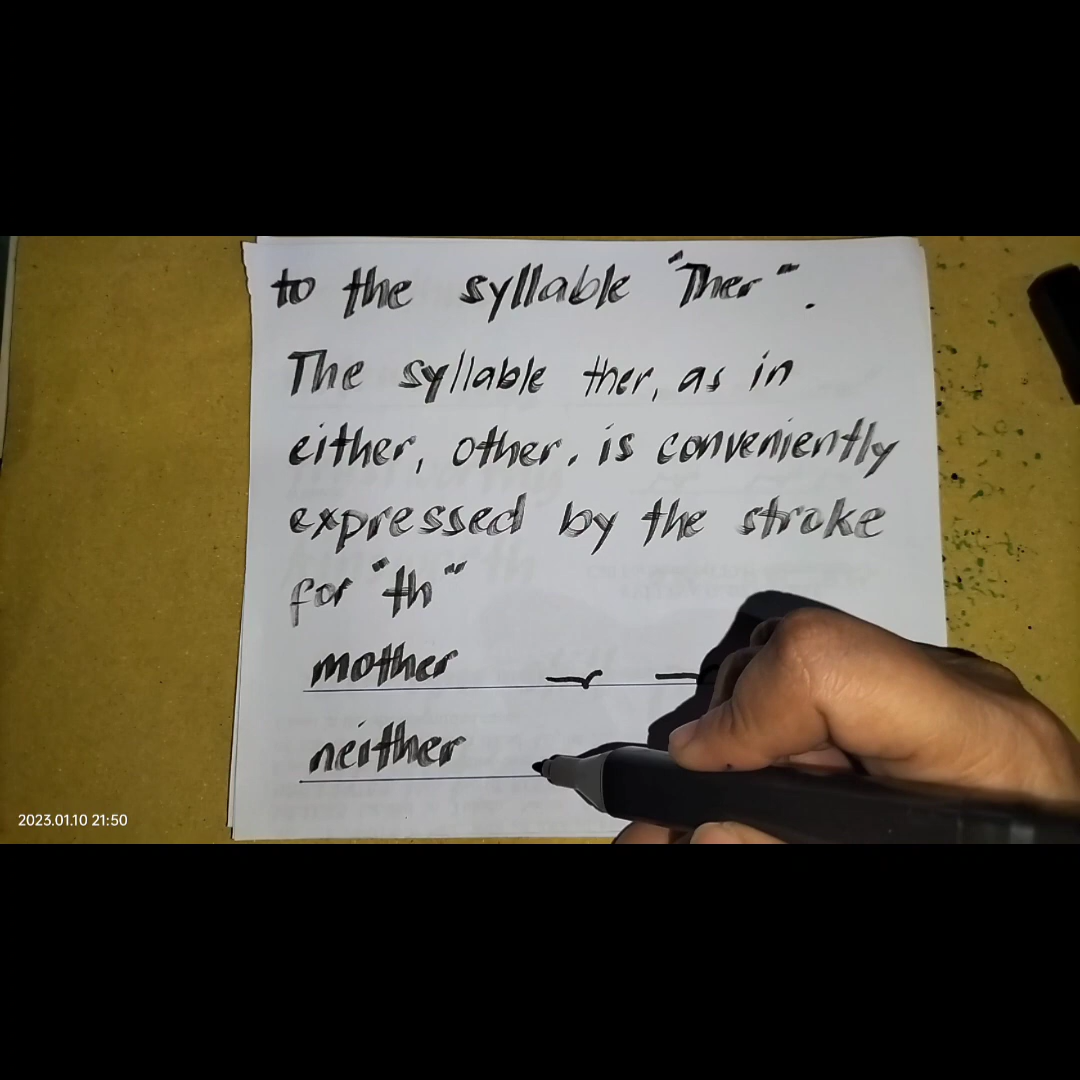 to the syllable "Ther".
The syllable ther, as in
either, other, is conveniently
expressed by the stroke
for "th"
mother
neither
2023.01.10 21:50